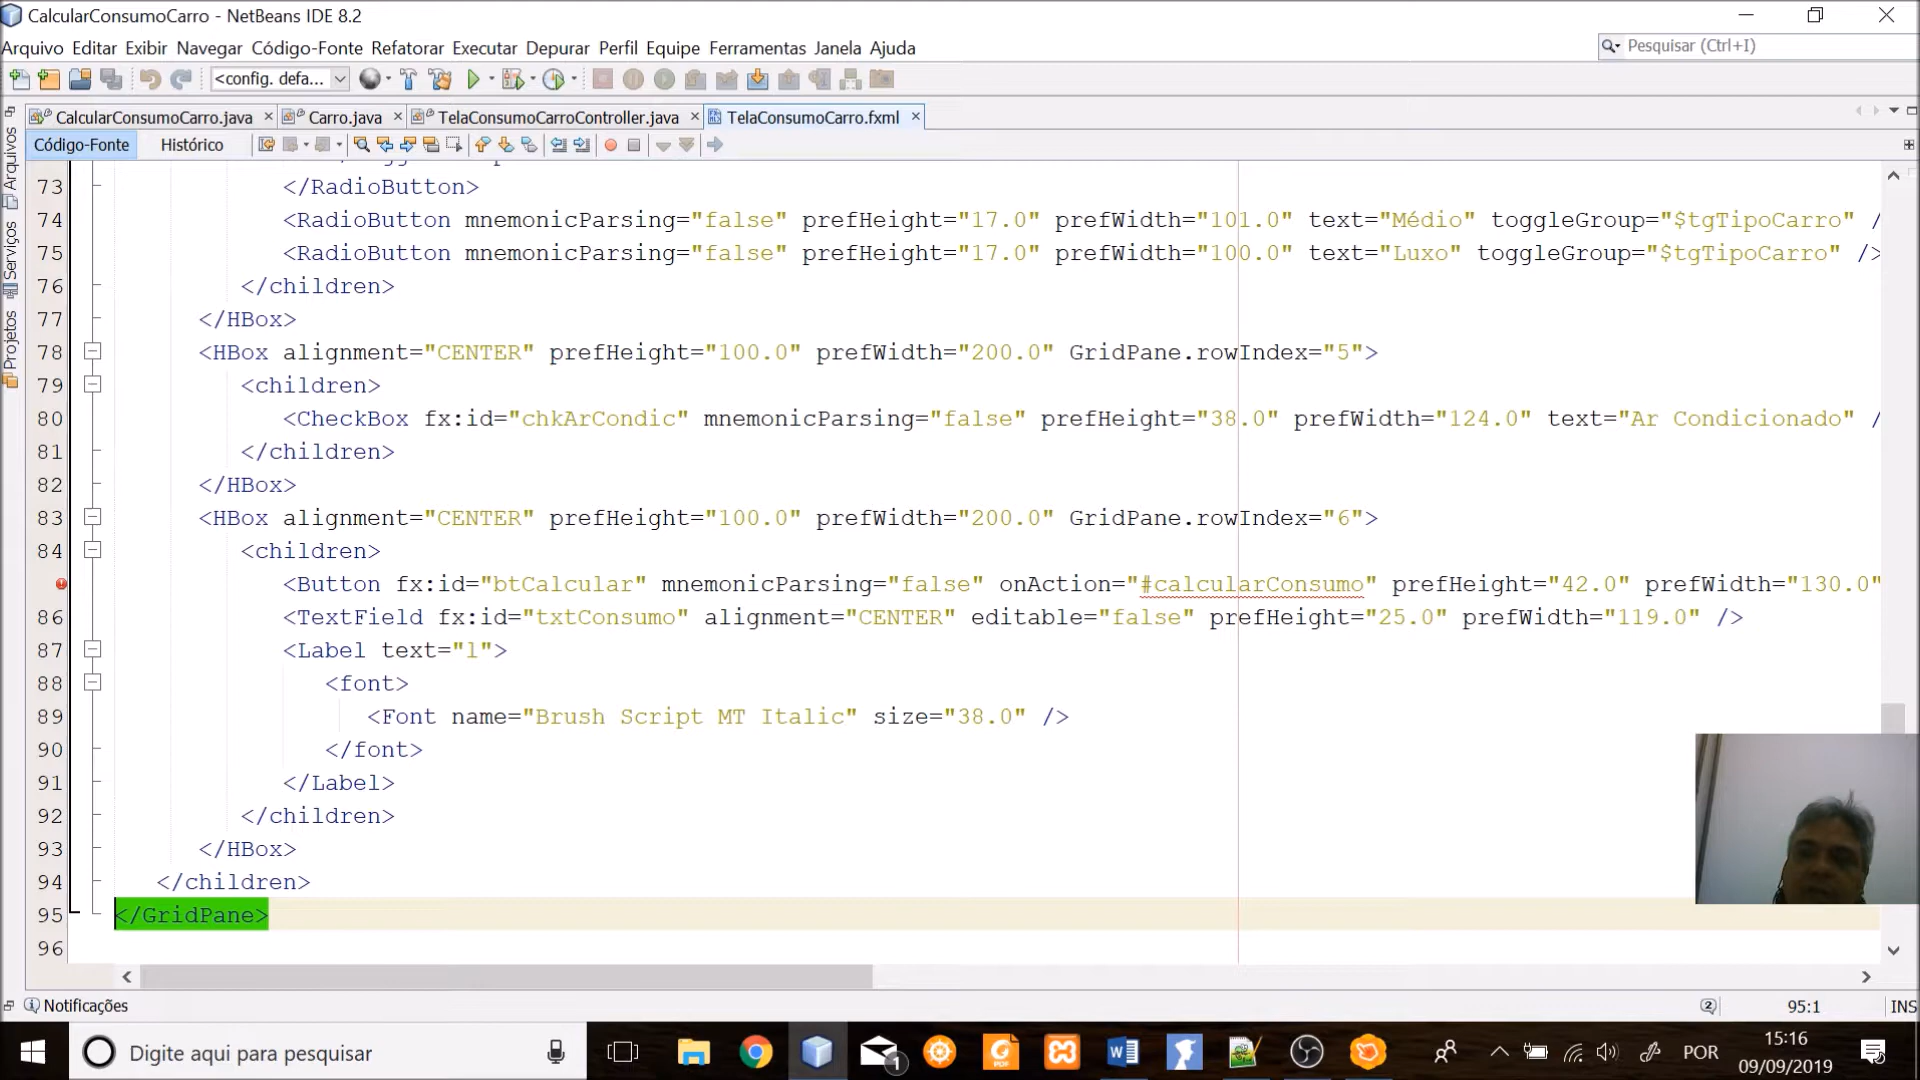 CalcularConsumoCarro - NetBeans IDE 8.2
Arquivo Editar Exibir Navegar Código-Fonte Refatorar Executar Depurar Perfil Equipe Ferramentas Janela Ajuda
Pesquisar (Ctrl+I)
<config. defa...
CalcularConsumoCarro.java Carro.java TelaConsumoCarroController.java TelaConsumoCarro.fxml
Código-Fonte Histórico
Arquivos
Serviços
Projetos
73 </RadioButton>
74 <RadioButton mnemonicParsing="false" prefHeight="17.0" prefWidth="101.0" text="Médio" toggleGroup="$tgTipoCarro" /
75 <RadioButton mnemonicParsing="false" prefHeight="17.0" prefWidth="100.0" text="Luxo" toggleGroup="$tgTipoCarro" />
76 </children>
77 </HBox>
78 <HBox alignment="CENTER" prefHeight="100.0" prefWidth="200.0" GridPane.rowIndex="5">
79 <children>
80 <CheckBox fx:id="chkArCondic" mnemonicParsing="false" prefHeight="38.0" prefWidth="124.0" text="Ar Condicionado" /
81 </children>
82 </HBox>
83 <HBox alignment="CENTER" prefHeight="100.0" prefWidth="200.0" GridPane.rowIndex="6">
84 <children>
<Button fx:id="btCalcular" mnemonicParsing="false" onAction="#calcularConsumo" prefHeight="42.0" prefWidth="130.0"
86 <TextField fx:id="txtConsumo" alignment="CENTER" editable="false" prefHeight="25.0" prefWidth="119.0" />
87 <Label text="l">
88 <font>
89 <Font name="Brush Script MT Italic" size="38.0" />
90 </font>
91 </Label>
92 </children>
93 </HBox>
94 </children>
95 </GridPane>
96
Notificações
2
95:1
INS
Digite aqui para pesquisar
1
POR
15:16
09/09/2019